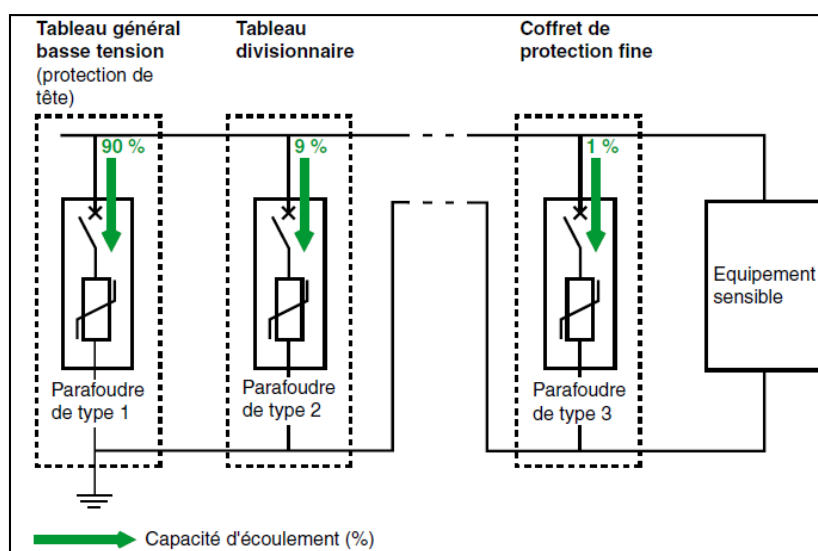 Tableau général
basse tension
(protection de
tête)
Tableau
divisionnaire
Coffret de
protection fine
90 %
9 %
1 %
Equipement
sensible
Parafoudre
de type 1
Parafoudre
de type 2
Parafoudre
de type 3
Capacité d'écoulement (%)